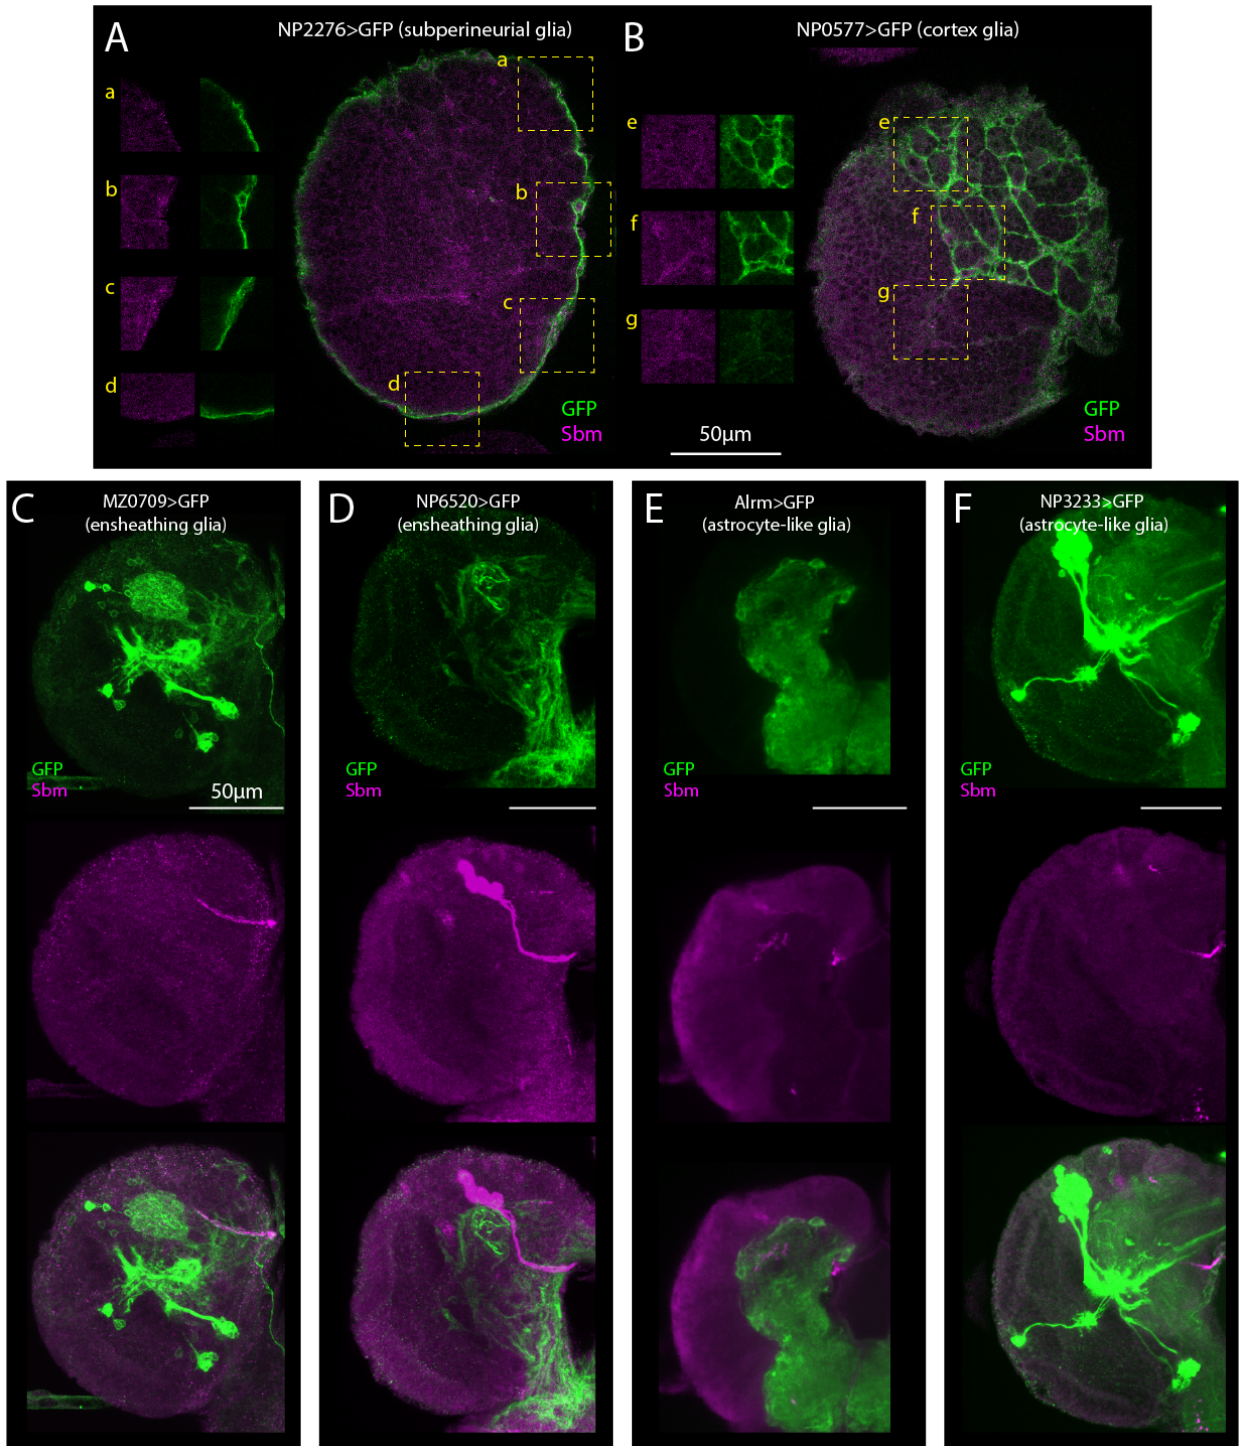 A
NP2276>GFP (subperineurial glia)
a
b
c
d
a
b
c
d
GFP
Sbm
B
NP0577>GFP (cortex glia)
e
f
g
e
f
g
50µm
GFP
Sbm
C
MZ0709>GFP
(ensheathing glia)
GFP
Sbm
50µm
D
NP6520>GFP
(ensheathing glia)
GFP
Sbm
E
Alrm>GFP
(astrocyte-like glia)
GFP
Sbm
F
NP3233>GFP
(astrocyte-like glia)
GFP
Sbm